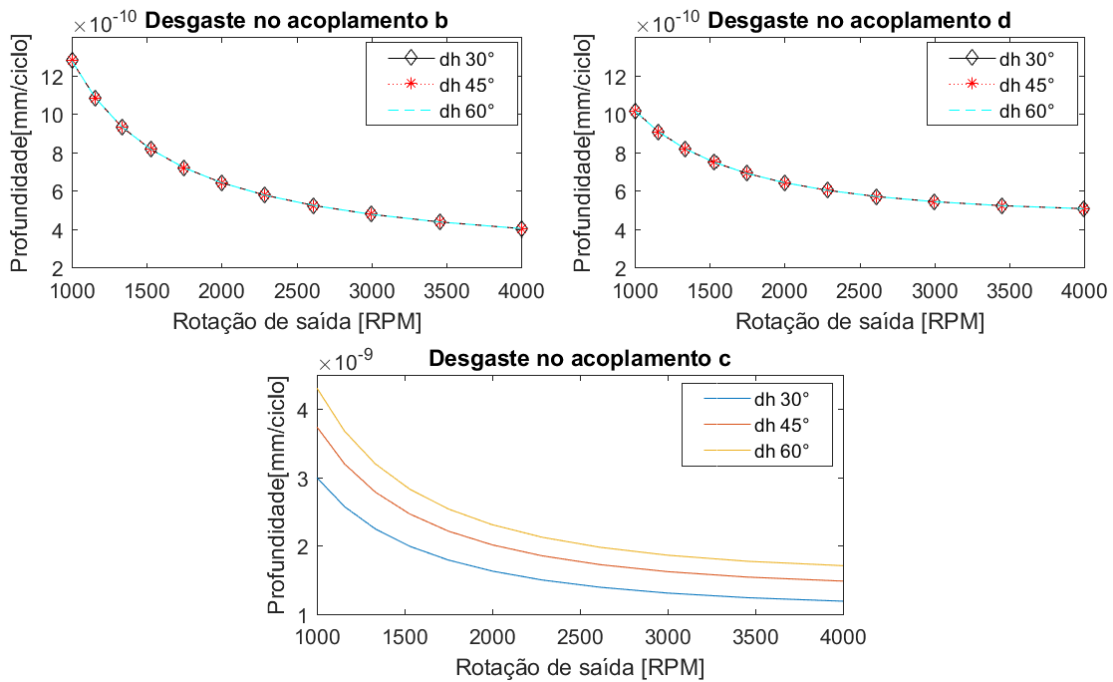 ×10⁻¹⁰ Desgaste no acoplamento b
Profundidade[mm/ciclo]
12
10
8
6
4
2
1000 1500 2000 2500 3000 3500 4000
Rotação de saída [RPM]
dh 30°
dh 45°
dh 60°
×10⁻¹⁰ Desgaste no acoplamento d
Profundidade[mm/ciclo]
12
10
8
6
4
2
1000 1500 2000 2500 3000 3500 4000
Rotação de saída [RPM]
dh 30°
dh 45°
dh 60°
×10⁻⁹ Desgaste no acoplamento c
Profundidade[mm/ciclo]
4
3
2
1
1000 1500 2000 2500 3000 3500 4000
Rotação de saída [RPM]
dh 30°
dh 45°
dh 60°